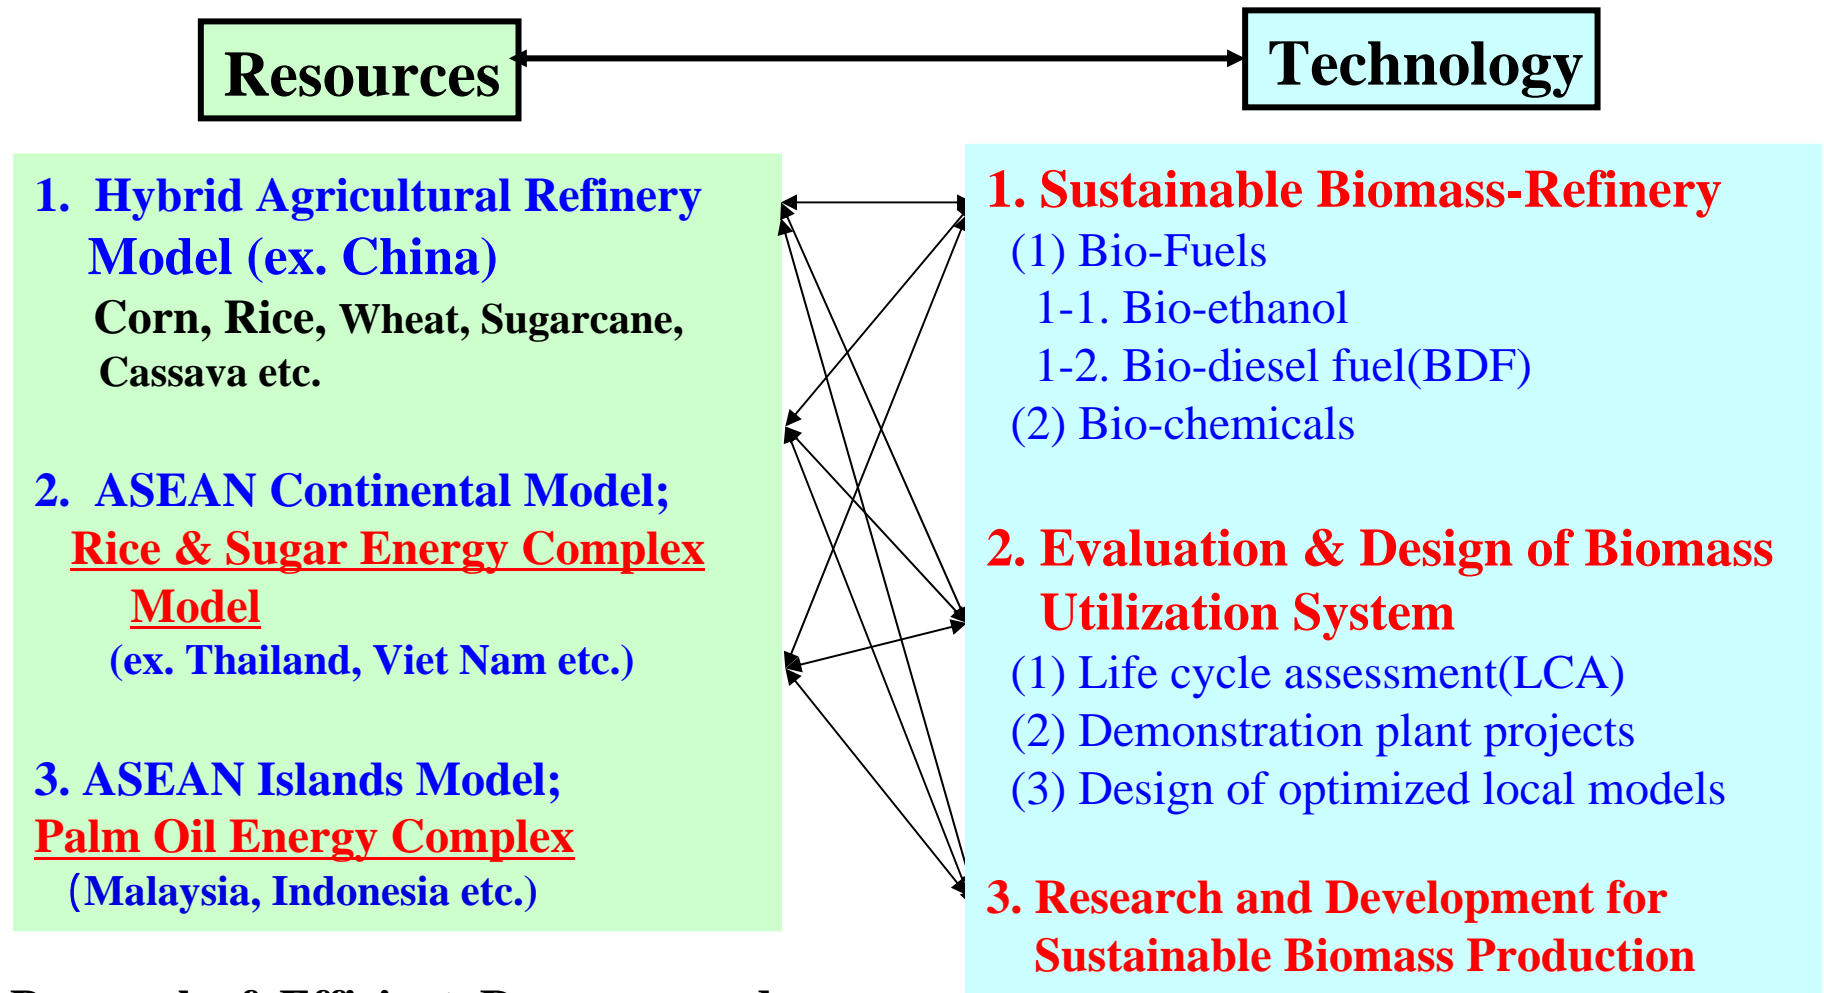 Resources
Technology
1. Hybrid Agricultural Refinery
Model (ex. China)
Corn, Rice, Wheat, Sugarcane,
Cassava etc.
2. ASEAN Continental Model;
Rice & Sugar Energy Complex
Model
(ex. Thailand, Viet Nam etc.)
3. ASEAN Islands Model;
Palm Oil Energy Complex
(Malaysia, Indonesia etc.)
1. Sustainable Biomass-Refinery
(1) Bio-Fuels
1-1. Bio-ethanol
1-2. Bio-diesel fuel(BDF)
(2) Bio-chemicals
2. Evaluation & Design of Biomass
Utilization System
(1) Life cycle assessment(LCA)
(2) Demonstration plant projects
(3) Design of optimized local models
3. Research and Development for
Sustainable Biomass Production